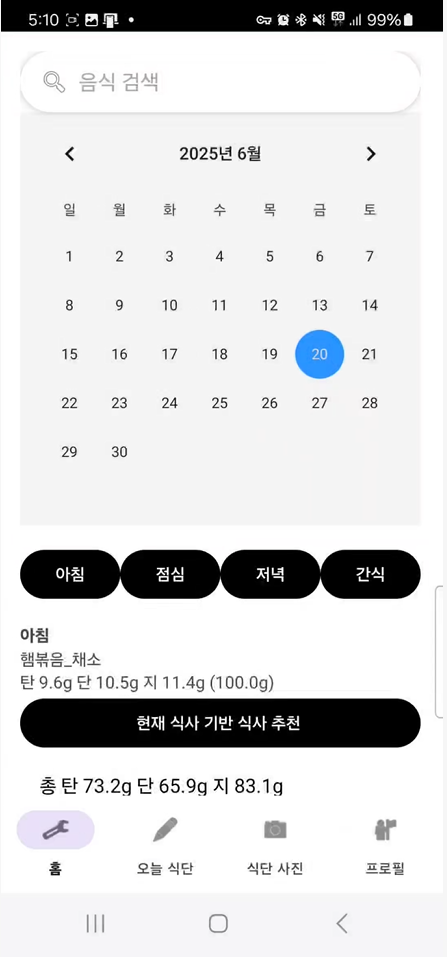 5:10 5G 99%
음식 검색
2025년 6월
일 월 화 수 목 금 토
1 2 3 4 5 6 7
8 9 10 11 12 13 14
15 16 17 18 19 20 21
22 23 24 25 26 27 28
29 30
아침 점심 저녁 간식
아침
햄볶음_채소
탄 9.6g 단 10.5g 지 11.4g (100.0g)
현재 식사 기반 식사 추천
총 탄 73.2g 단 65.9g 지 83.1g
홈 오늘 식단 식단 사진 프로필